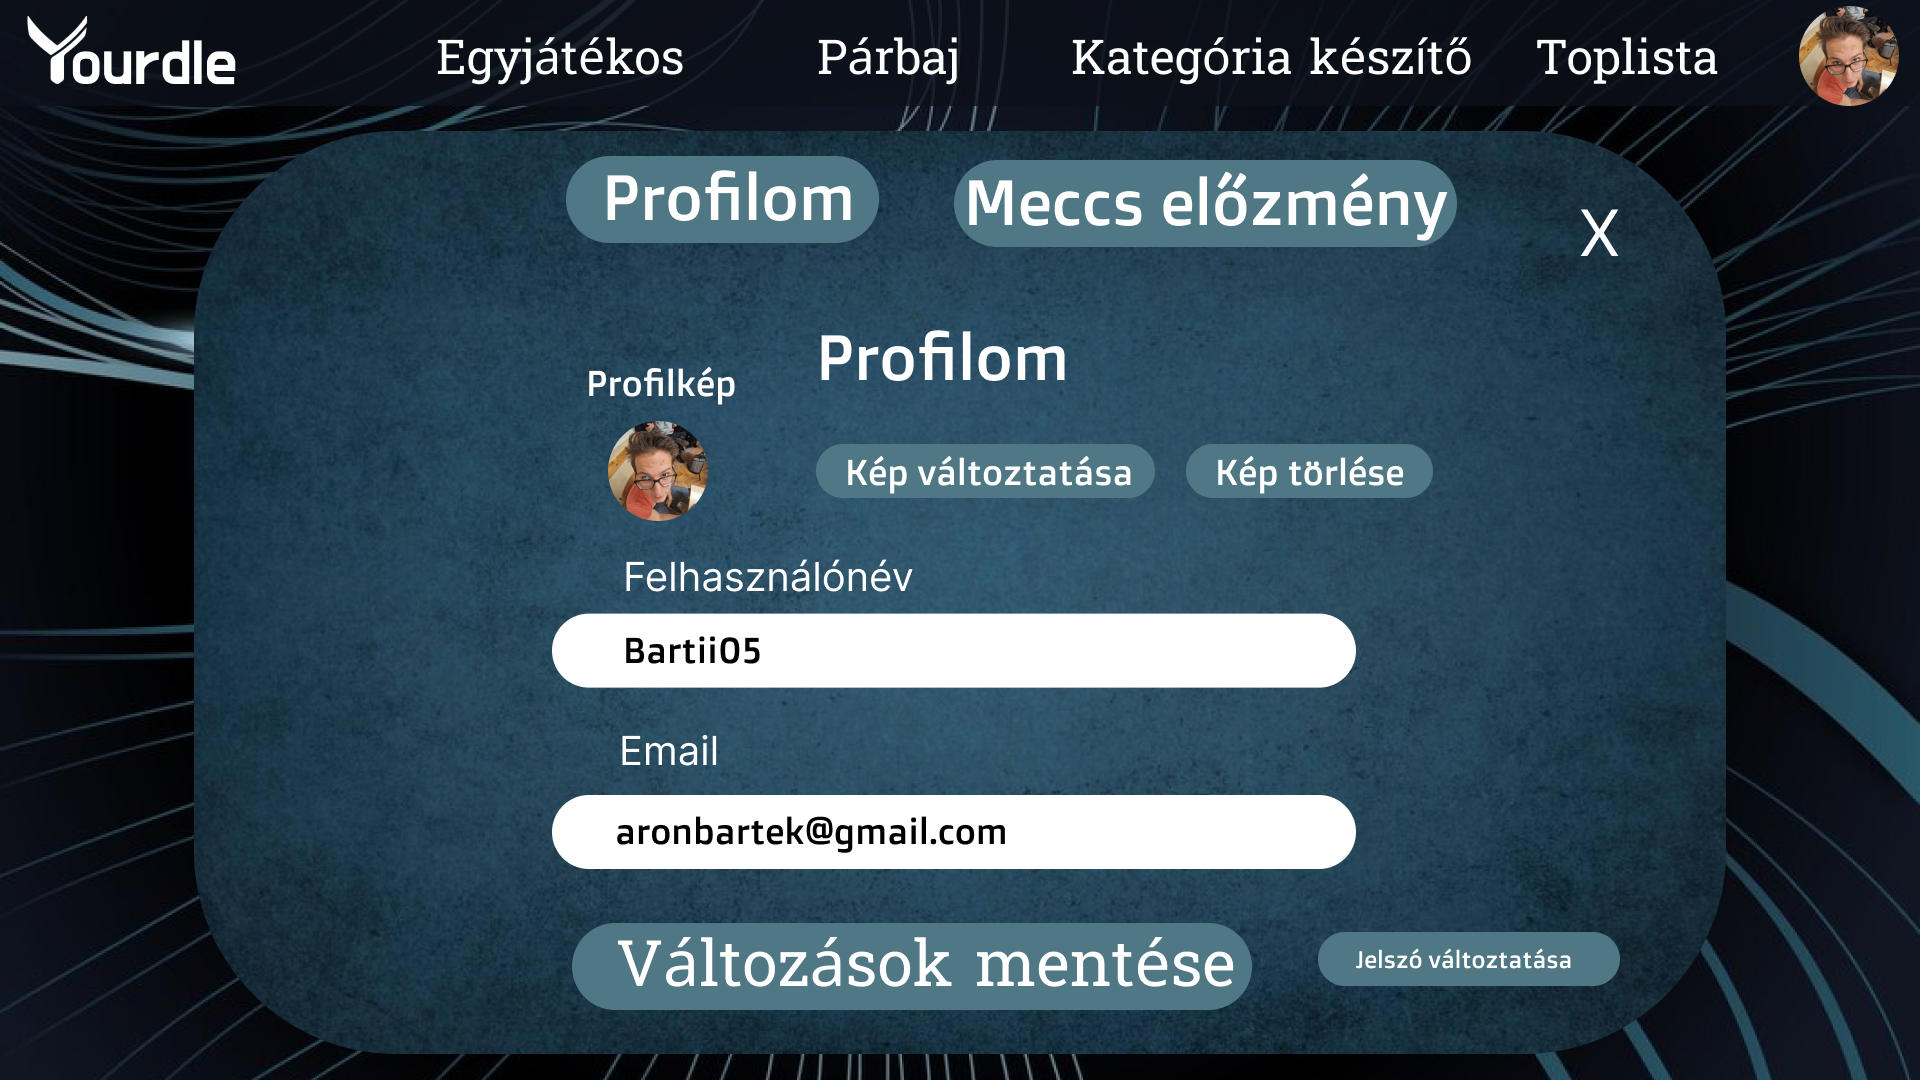 Yourdle
Egyjátékos
Párbaj
Kategória készítő
Toplista
Profilom
Meccs előzmény
X
Profilom
Profilkép
Kép változtatása
Kép törlése
Felhasználónév
Bartii05
Email
aronbartek@gmail.com
Változások mentése
Jelszó változtatása